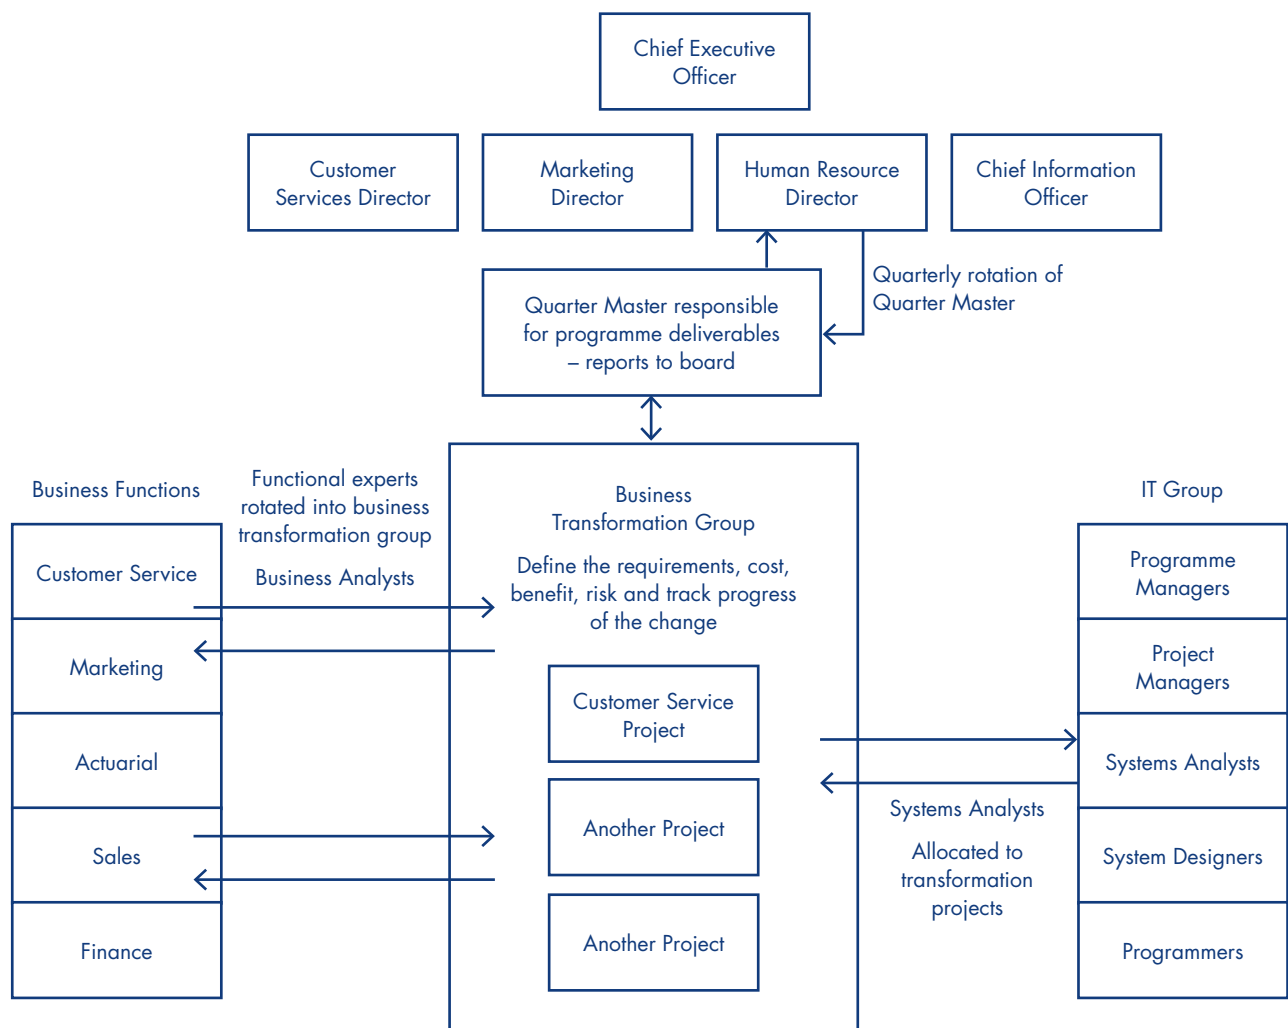 Chief Executive
Officer
Customer
Services Director
Marketing
Director
Human Resource
Director
Chief Information
Officer
Quarterly rotation of
Quarter Master
Quarter Master responsible
for programme deliverables
– reports to board
Business Functions
Customer Service
Marketing
Actuarial
Sales
Finance
Functional experts
rotated into business
transformation group
Business Analysts
Business
Transformation Group
Define the requirements, cost,
benefit, risk and track progress
of the change
Customer Service
Project
Another Project
Another Project
Systems Analysts
Allocated to
transformation
projects
IT Group
Programme
Managers
Project
Managers
Systems Analysts
System Designers
Programmers